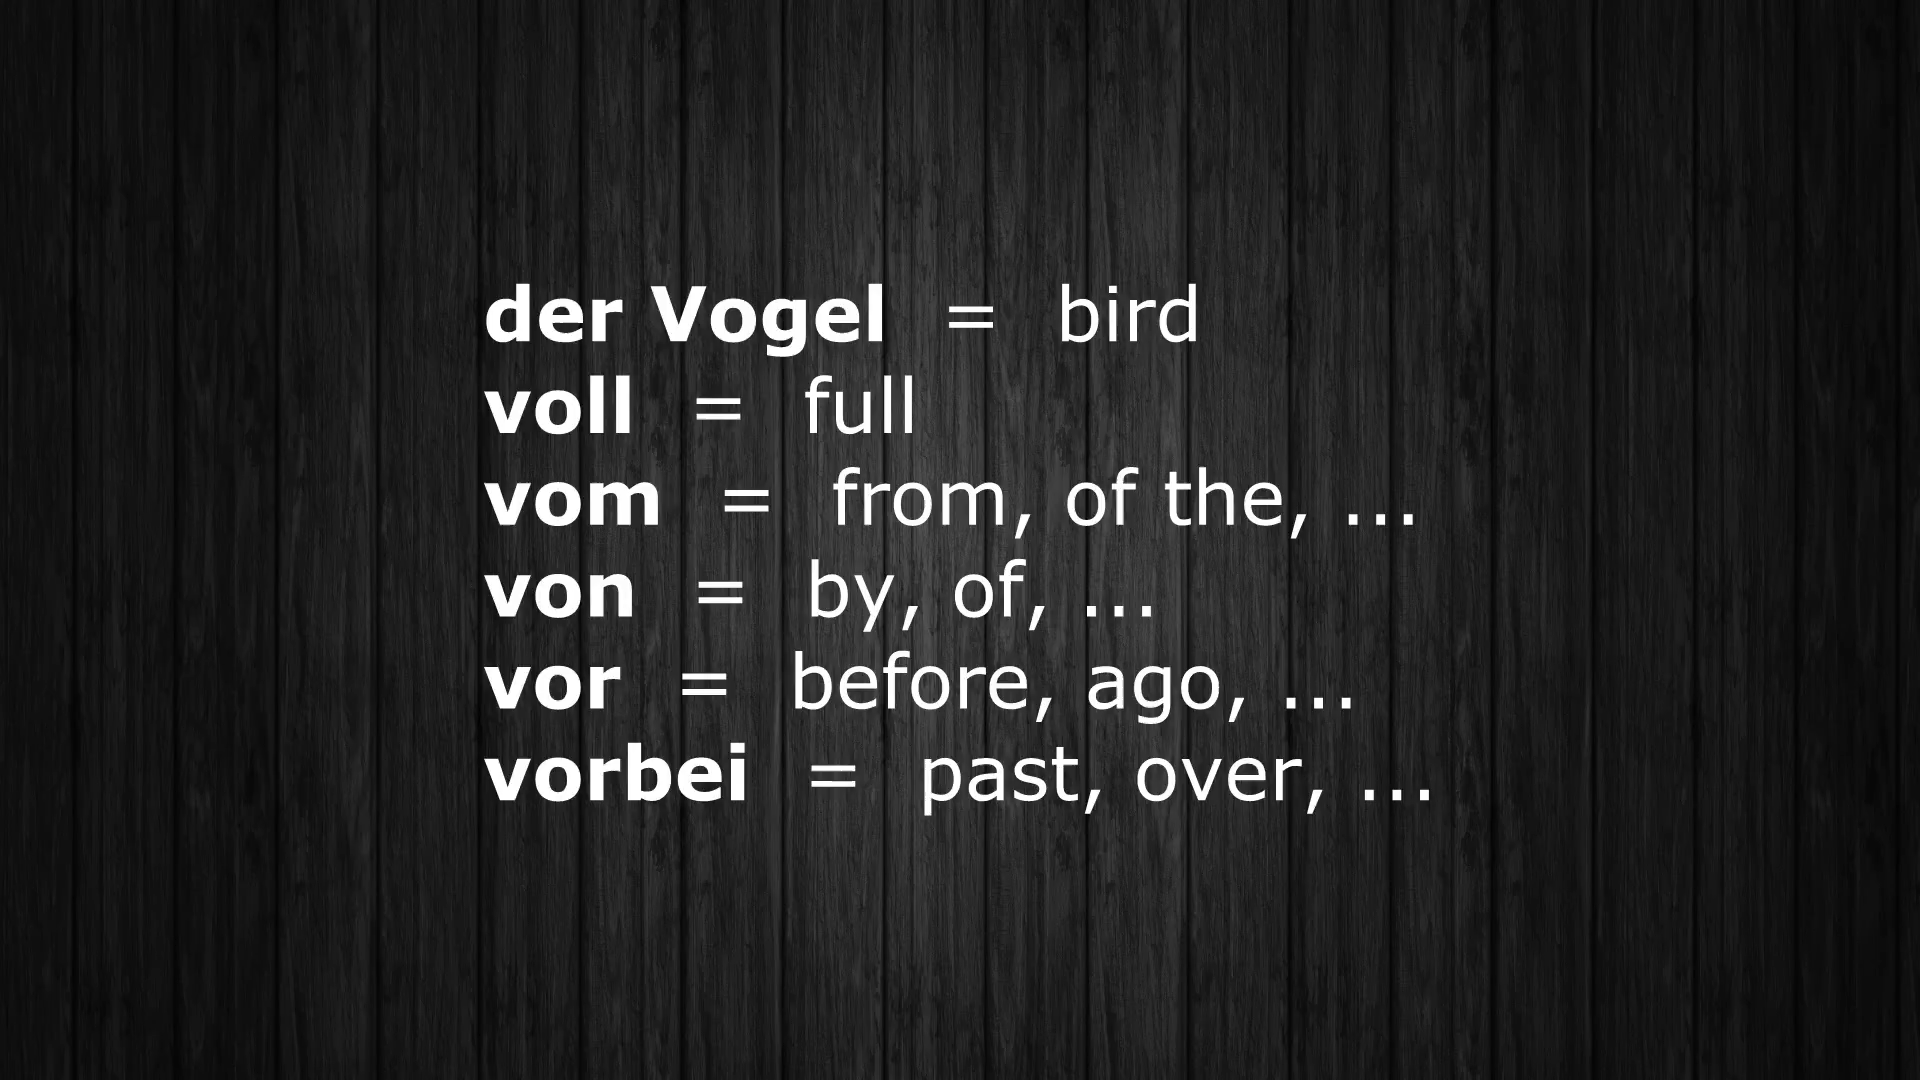 der Vogel = bird
voll = full
vom = from, of the, ...
von = by, of, ...
vor = before, ago, ...
vorbei = past, over, ...